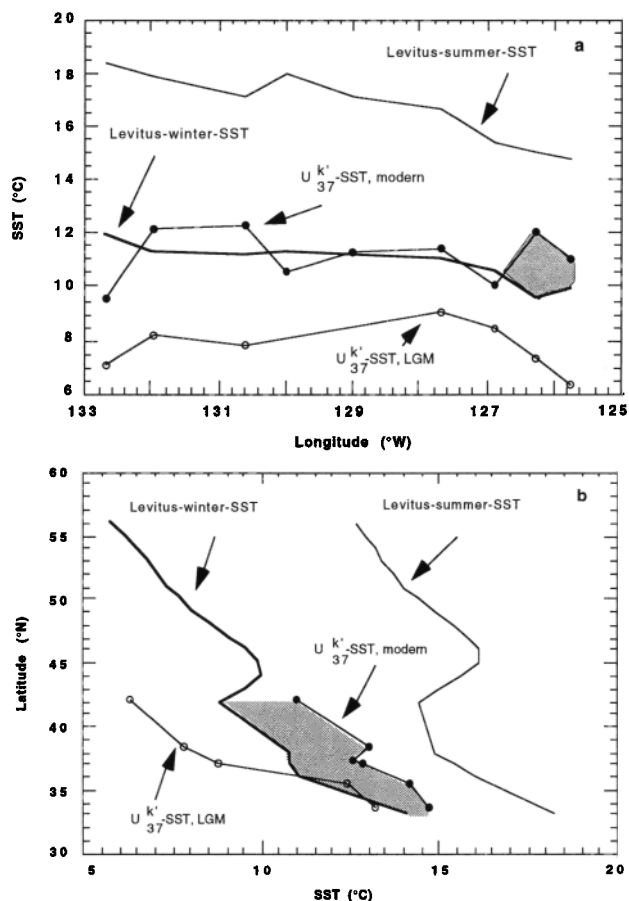 20
18
16
14
12
10
8
6
SST (°C)
a
Levitus-summer-SST
Levitus-winter-SST
U k' 37 -SST, modern
U k' 37 -SST, LGM
133
131
129
127
125
Longitude (°W)
60
55
50
45
40
35
30
Latitude (°N)
b
Levitus-winter-SST
Levitus-summer-SST
U k' 37 -SST, modern
U k' 37 -SST, LGM
5
10
15
20
SST (°C)